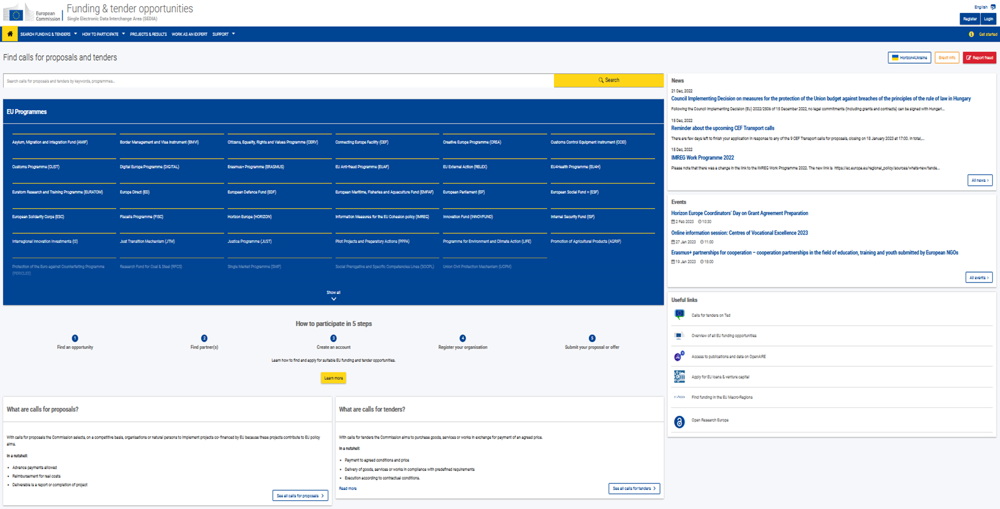 European
Commission
Funding & tender opportunities
Single Electronic Data Interchange Area (SEDIA)
English
Register
Login
SEARCH FUNDING & TENDERS
HOW TO PARTICIPATE
PROJECTS & RESULTS
WORK AS AN EXPERT
SUPPORT
Get started
Find calls for proposals and tenders
Horizon4Ukraine
Brexit info
Report fraud
Search calls for proposals and tenders by keywords, programmes...
Search
EU Programmes
Asylum, Migration and Integration Fund (AMIF)
Border Management and Visa Instrument (BMVI)
Citizens, Equality, Rights and Values Programme (CERV)
Connecting Europe Facility (CEF)
Creative Europe Programme (CREA)
Customs Control Equipment Instrument (CCEI)
Customs Programme (CUST)
Digital Europe Programme (DIGITAL)
Erasmus+ Programme (ERASMUS)
EU Anti-fraud Programme (EUAF)
EU External Action (RELEX)
EU4Health Programme (EU4H)
Euratom Research and Training Programme (EURATOM)
Europe Direct (ED)
European Defence Fund (EDF)
European Maritime, Fisheries and Aquaculture Fund (EMFAF)
European Parliament (EP)
European Social Fund + (ESF)
European Solidarity Corps (ESC)
Fiscalis Programme (FISC)
Horizon Europe (HORIZON)
Information Measures for the EU Cohesion policy (IMREG)
Innovation Fund (INNOVFUND)
Internal Security Fund (ISF)
Interregional Innovation Investments (I3)
Just Transition Mechanism (JTM)
Justice Programme (JUST)
Pilot Projects and Preparatory Actions (PPPA)
Programme for Environment and Climate Action (LIFE)
Promotion of Agricultural Products (AGRIP)
Protection of the Euro against Counterfeiting Programme
(PERICLES)
Research Fund for Coal & Steel (RFCS)
Single Market Programme (SMP)
Social Prerogative and Specific Competencies Lines (SOCPL)
Union Civil Protection Mechanism (UCPM)
Show all
How to participate in 5 steps
1
Find an opportunity
2
Find partner(s)
3
Create an account
4
Register your organisation
5
Submit your proposal or offer
Learn how to find and apply for suitable EU funding and tender opportunities.
Learn more
What are calls for proposals?
With calls for proposals the Commission selects, on a competitive basis, organisations or natural persons to implement projects co- financed by EU because these projects contribute to EU policy
aims.
In a nutshell:
• Advance payments allowed
• Reimbursement for real costs
• Deliverable is a report or completion of project
See all calls for proposals
What are calls for tenders?
With calls for tenders the Commission aims to purchase goods, services or works in exchange for payment of an agreed price.
In a nutshell:
• Payment to agreed conditions and price
• Delivery of goods, services or works in compliance with predefined requirements
• Execution according to contractual conditions.
Read more
See all calls for tenders
News
21 Dec, 2022
Council Implementing Decision on measures for the protection of the Union budget against breaches of the principles of the rule of law in Hungary
Following the Council Implementing Decision (EU) 2022/2506 of 15 December 2022, no legal commitments (including grants and contracts) can be signed with Hungari...
15 Dec, 2022
Reminder about the upcoming CEF Transport calls
There are few days left to finish your application in response to any of the 9 CEF Transport calls for proposals, closing on 18 January 2023 at 17:00. In total,...
15 Dec, 2022
IMREG Work Programme 2022
Please note that there was a change in the link to the IMREG Work Programme 2022. The new link is https://ec.europa.eu/regional_policy/sources/whats-new/tende...
All news
Events
Horizon Europe Coordinators' Day on Grant Agreement Preparation
2 Feb 2023 10:30
Online information session: Centres of Vocational Excellence 2023
27 Jan 2023 11:00
Erasmus+ partnerships for cooperation – cooperation partnerships in the field of education, training and youth submitted by European NGOs
19 Jan 2023 15:00
All events
Useful links
Calls for tenders on Ted
Overview of all EU funding opportunities
Access to publications and data on OpenAIRE
Apply for EU loans & venture capital
Find funding in the EU Macro-Regions
Open Research Europe